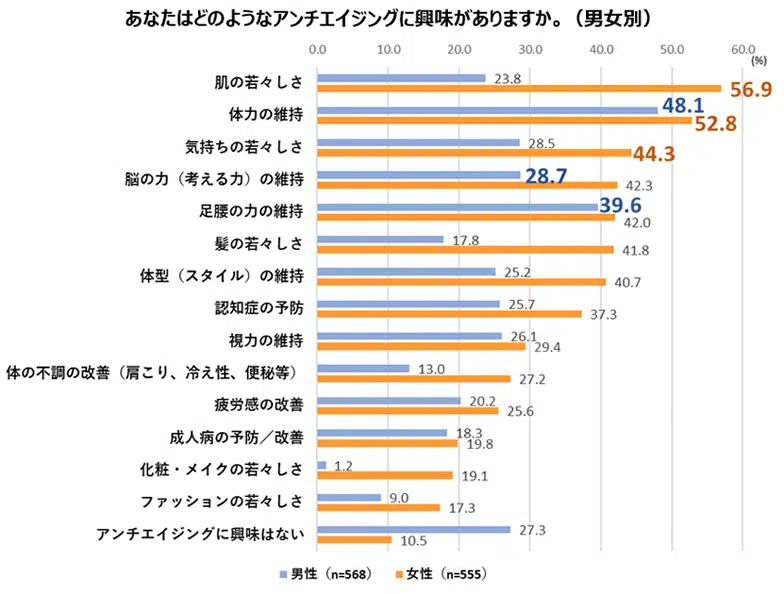 あなたはどのようなアンチエイジングに興味がありますか。（男女別）
0.0 10.0 20.0 30.0 40.0 50.0 60.0
(%)
肌の若々しさ 23.8 56.9
体力の維持 48.1 52.8
気持ちの若々しさ 28.5 44.3
脳の力（考える力）の維持 28.7 42.3
足腰の力の維持 39.6 42.0
髪の若々しさ 17.8 41.8
体型（スタイル）の維持 25.2 40.7
認知症の予防 25.7 37.3
視力の維持 26.1 29.4
体の不調の改善（肩こり、冷え性、便秘等） 13.0 27.2
疲労感の改善 20.2 25.6
成人病の予防／改善 18.3 19.8
化粧・メイクの若々しさ 1.2 19.1
ファッションの若々しさ 9.0 17.3
アンチエイジングに興味はない 27.3 10.5
男性（n=568） 女性（n=555）